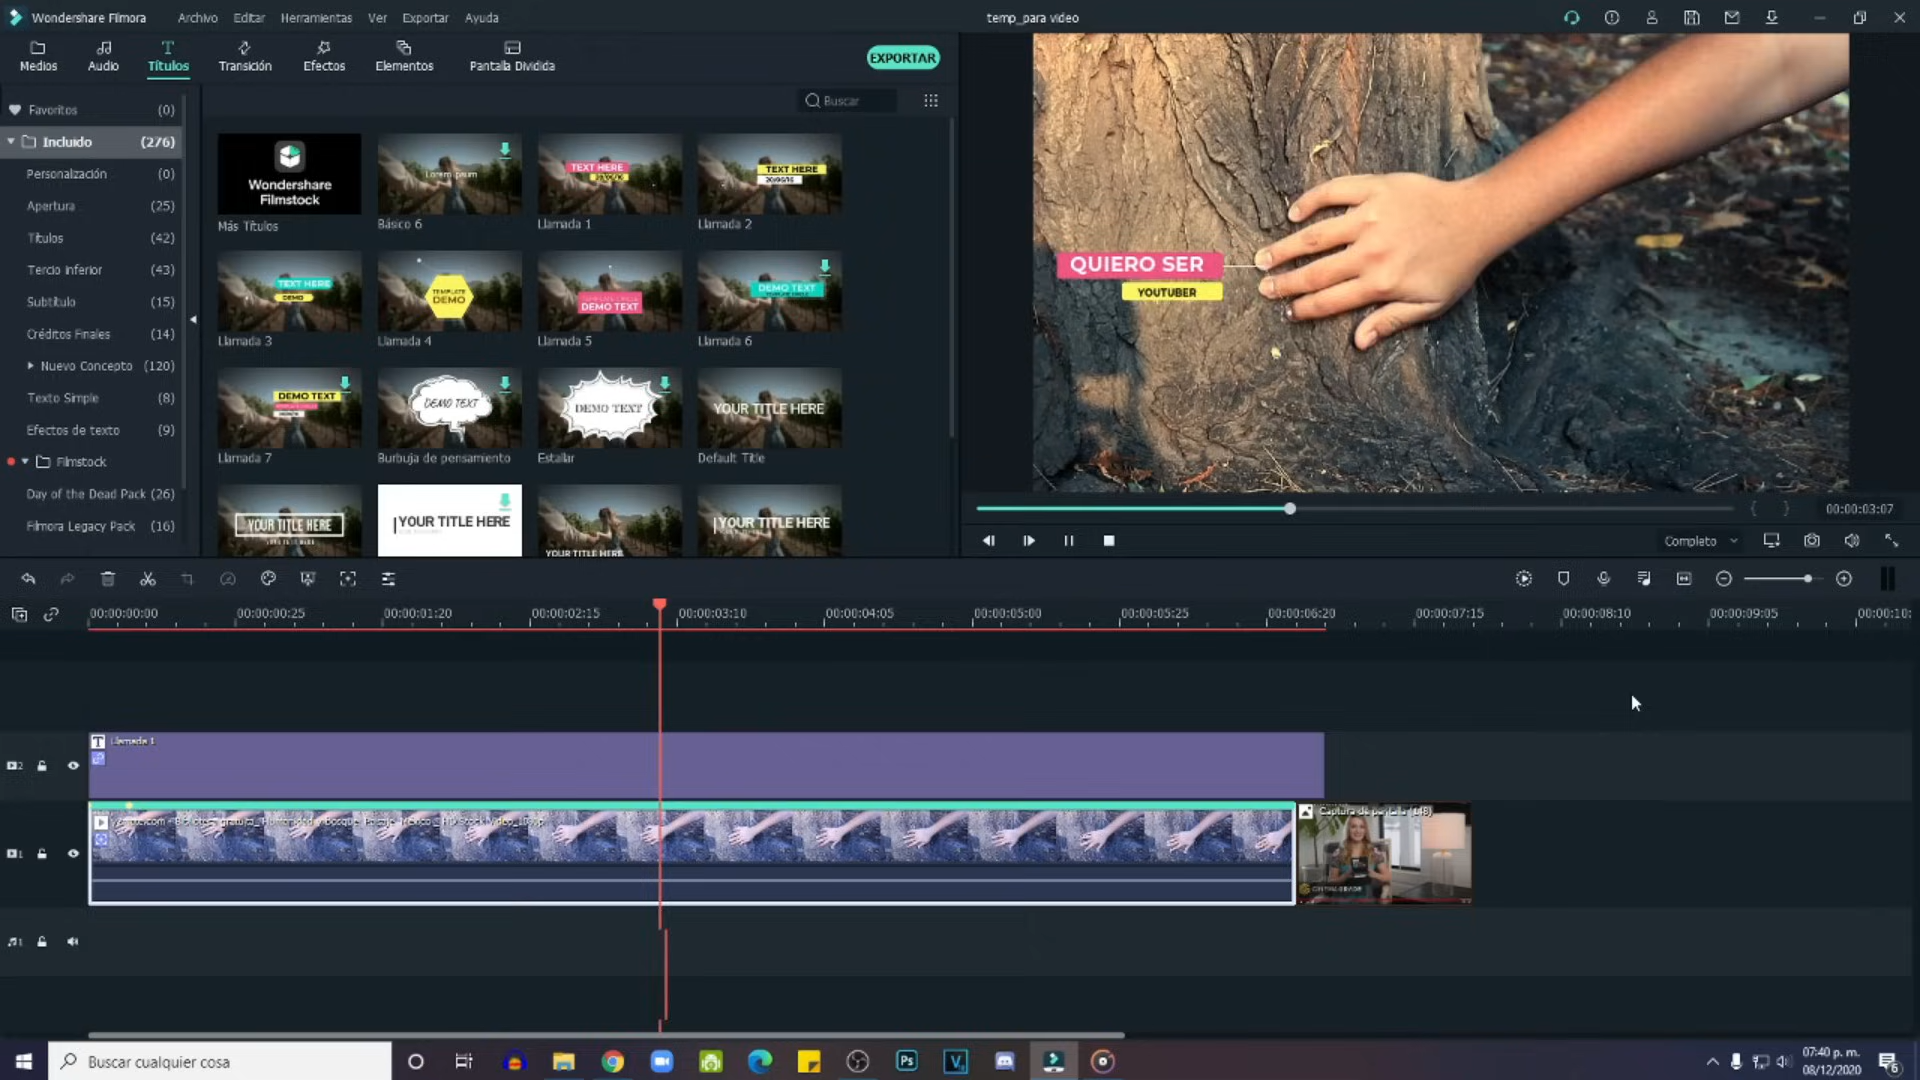 Wondershare Filmora Archivo Editar Herramientas Ver Exportar Ayuda temp_para video
Medios Audio Títulos Transición Efectos Elementos Pantalla Dividida EXPORTAR
Buscar
Favoritos (0)
Incluido (276)
Personalización (0)
Apertura (25)
Títulos (42)
Tercio Inferior (43)
Subtítulo (15)
Créditos Finales (14)
Nuevo Concepto (120)
Texto Simple (8)
Efectos de texto (9)
Filmstock
Day of the Dead Pack (26)
Filmora Legacy Pack (16)
Wondershare
Filmstock
Más Títulos
Lorem ipsum
Básico 6
TEXT HERE
Llamada 1
TEXT HERE
Llamada 2
TEXT HERE
DEMO
Llamada 3
TEMPLATE
DEMO
Llamada 4
DEMO TEXT
Llamada 5
DEMO TEXT
Llamada 6
DEMO TEXT
Llamada 7
DEMO TEXT
Burbuja de pensamiento
DEMO TEXT
Estallar
YOUR TITLE HERE
Default Title
YOUR TITLE HERE
YOUR TITLE HERE
YOUR TITLE HERE
YOUR TITLE HERE
QUIERO SER
YOUTUBER
00:00:03:07
Completo
00:00:00:00 00:00:00:25 00:00:01:20 00:00:02:15 00:00:03:10 00:00:04:05 00:00:05:00 00:00:05:25 00:00:06:20 00:00:07:15 00:00:08:10 00:00:09:05 00:00:10:
2
T Llamada 1
1
Captura de pantalla (148)
1
Buscar cualquier cosa
Ps
V
07:40 p. m.
08/12/2020
6